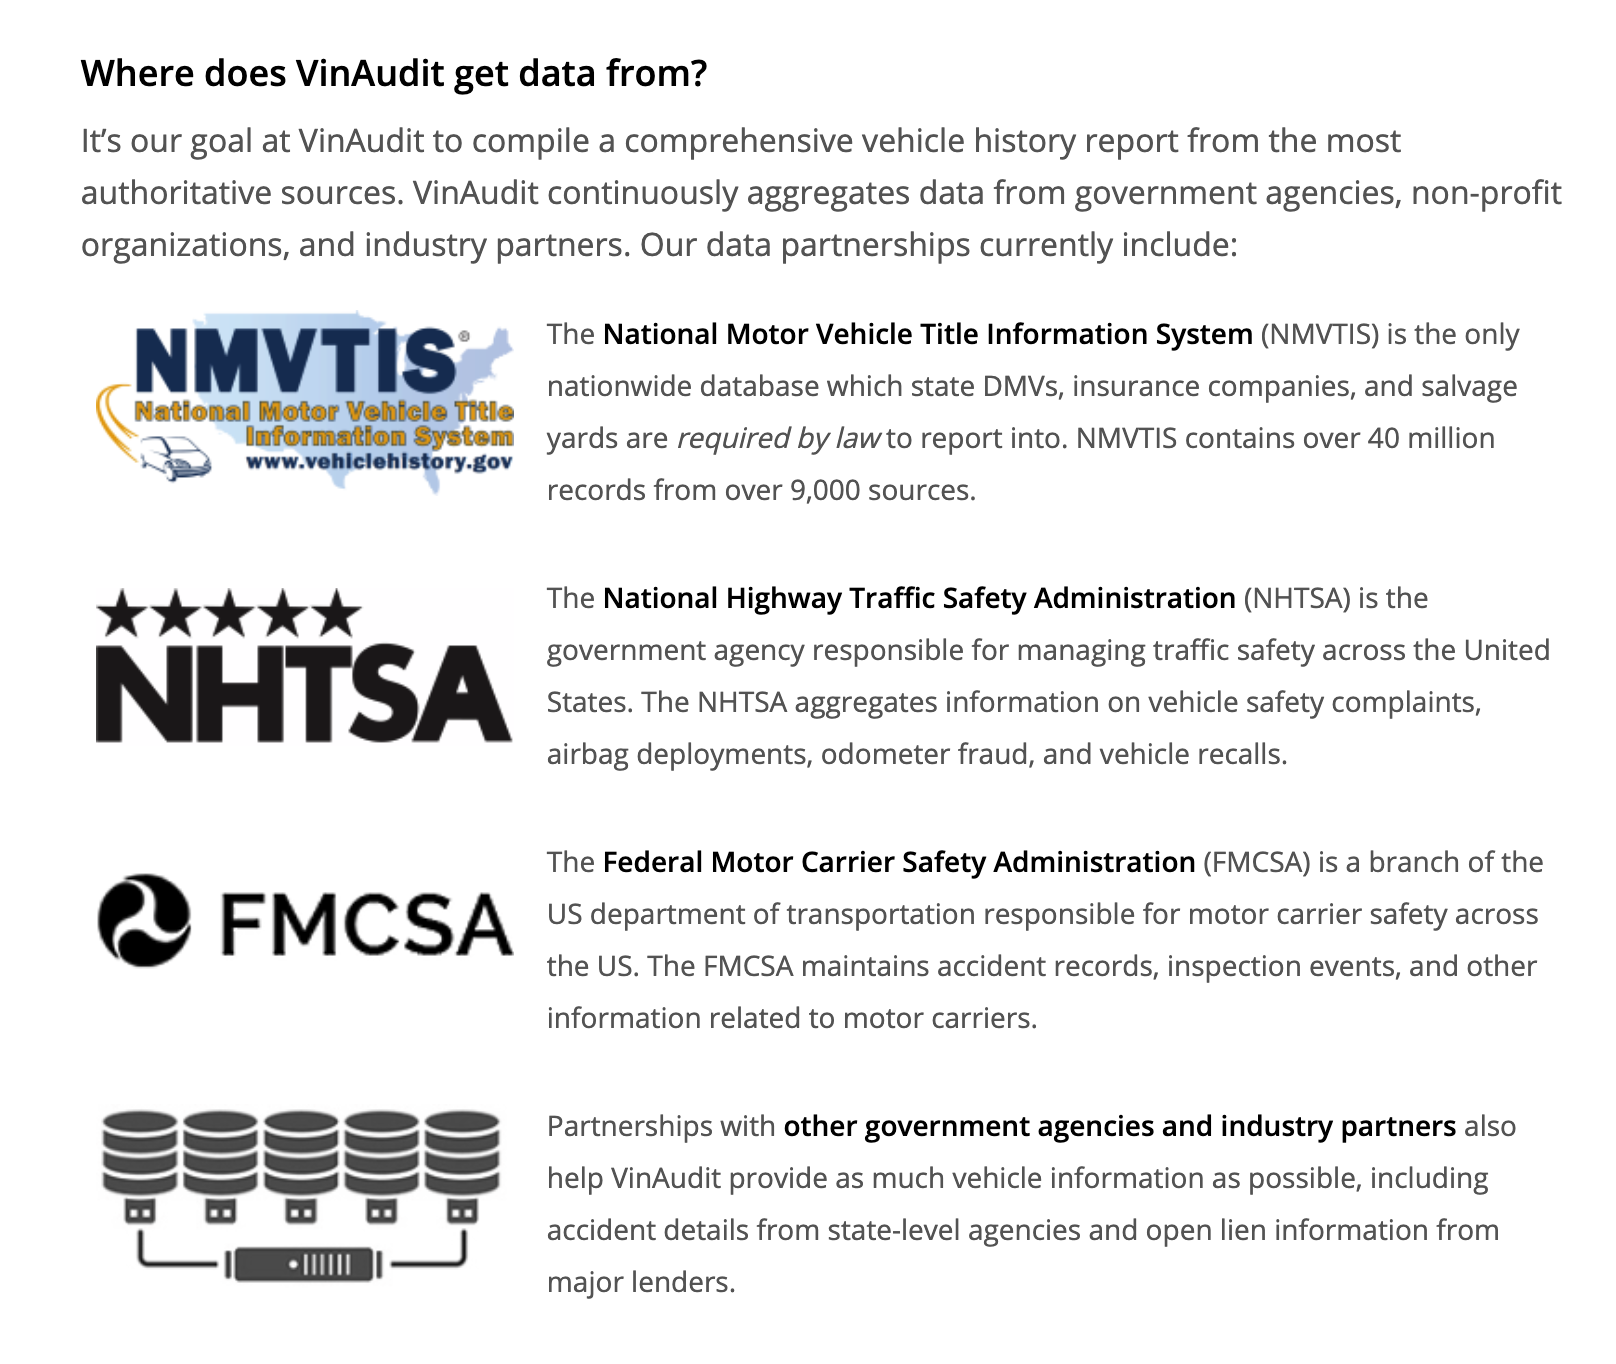 Where does VinAudit get data from?
It’s our goal at VinAudit to compile a comprehensive vehicle history report from the most
authoritative sources. VinAudit continuously aggregates data from government agencies, non-profit
organizations, and industry partners. Our data partnerships currently include:
NMVTIS®
National Motor Vehicle Title
Information System
www.vehiclehistory.gov
The National Motor Vehicle Title Information System (NMVTIS) is the only
nationwide database which state DMVs, insurance companies, and salvage
yards are required by law to report into. NMVTIS contains over 40 million
records from over 9,000 sources.
NHTSA
The National Highway Traffic Safety Administration (NHTSA) is the
government agency responsible for managing traffic safety across the United
States. The NHTSA aggregates information on vehicle safety complaints,
airbag deployments, odometer fraud, and vehicle recalls.
FMCSA
The Federal Motor Carrier Safety Administration (FMCSA) is a branch of the
US department of transportation responsible for motor carrier safety across
the US. The FMCSA maintains accident records, inspection events, and other
information related to motor carriers.
Partnerships with other government agencies and industry partners also
help VinAudit provide as much vehicle information as possible, including
accident details from state-level agencies and open lien information from
major lenders.